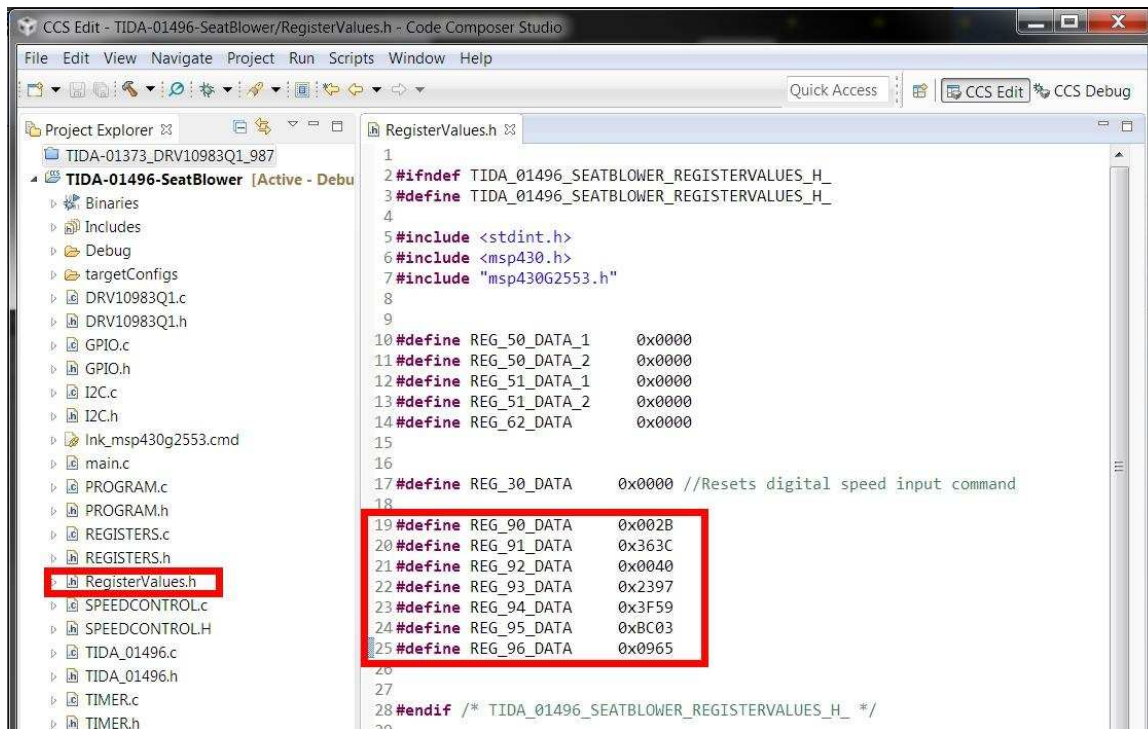 CCS Edit - TIDA-01496-SeatBlower/RegisterValues.h - Code Composer Studio
File Edit View Navigate Project Run Scripts Window Help
Quick Access
CCS Edit
CCS Debug
Project Explorer
TIDA-01373_DRV10983Q1_987
TIDA-01496-SeatBlower [Active - Debu
Binaries
Includes
Debug
targetConfigs
DRV10983Q1.c
DRV10983Q1.h
GPIO.c
GPIO.h
I2C.c
I2C.h
lnk_msp430g2553.cmd
main.c
PROGRAM.c
PROGRAM.h
REGISTERS.c
REGISTERS.h
RegisterValues.h
SPEEDCONTROL.c
SPEEDCONTROL.H
TIDA_01496.c
TIDA_01496.h
TIMER.c
TIMER.h
RegisterValues.h
1
2 #ifndef TIDA_01496_SEATBLOWER_REGISTERVALUES_H_
3 #define TIDA_01496_SEATBLOWER_REGISTERVALUES_H_
4
5 #include <stdint.h>
6 #include <msp430.h>
7 #include "msp430G2553.h"
8
9
10 #define REG_50_DATA_1 0x0000
11 #define REG_50_DATA_2 0x0000
12 #define REG_51_DATA_1 0x0000
13 #define REG_51_DATA_2 0x0000
14 #define REG_62_DATA 0x0000
15
16
17 #define REG_30_DATA 0x0000 //Resets digital speed input command
18
19 #define REG_90_DATA 0x002B
20 #define REG_91_DATA 0x363C
21 #define REG_92_DATA 0x0040
22 #define REG_93_DATA 0x2397
23 #define REG_94_DATA 0x3F59
24 #define REG_95_DATA 0xBC03
25 #define REG_96_DATA 0x0965
26
27
28 #endif /* TIDA_01496_SEATBLOWER_REGISTERVALUES_H_ */
29